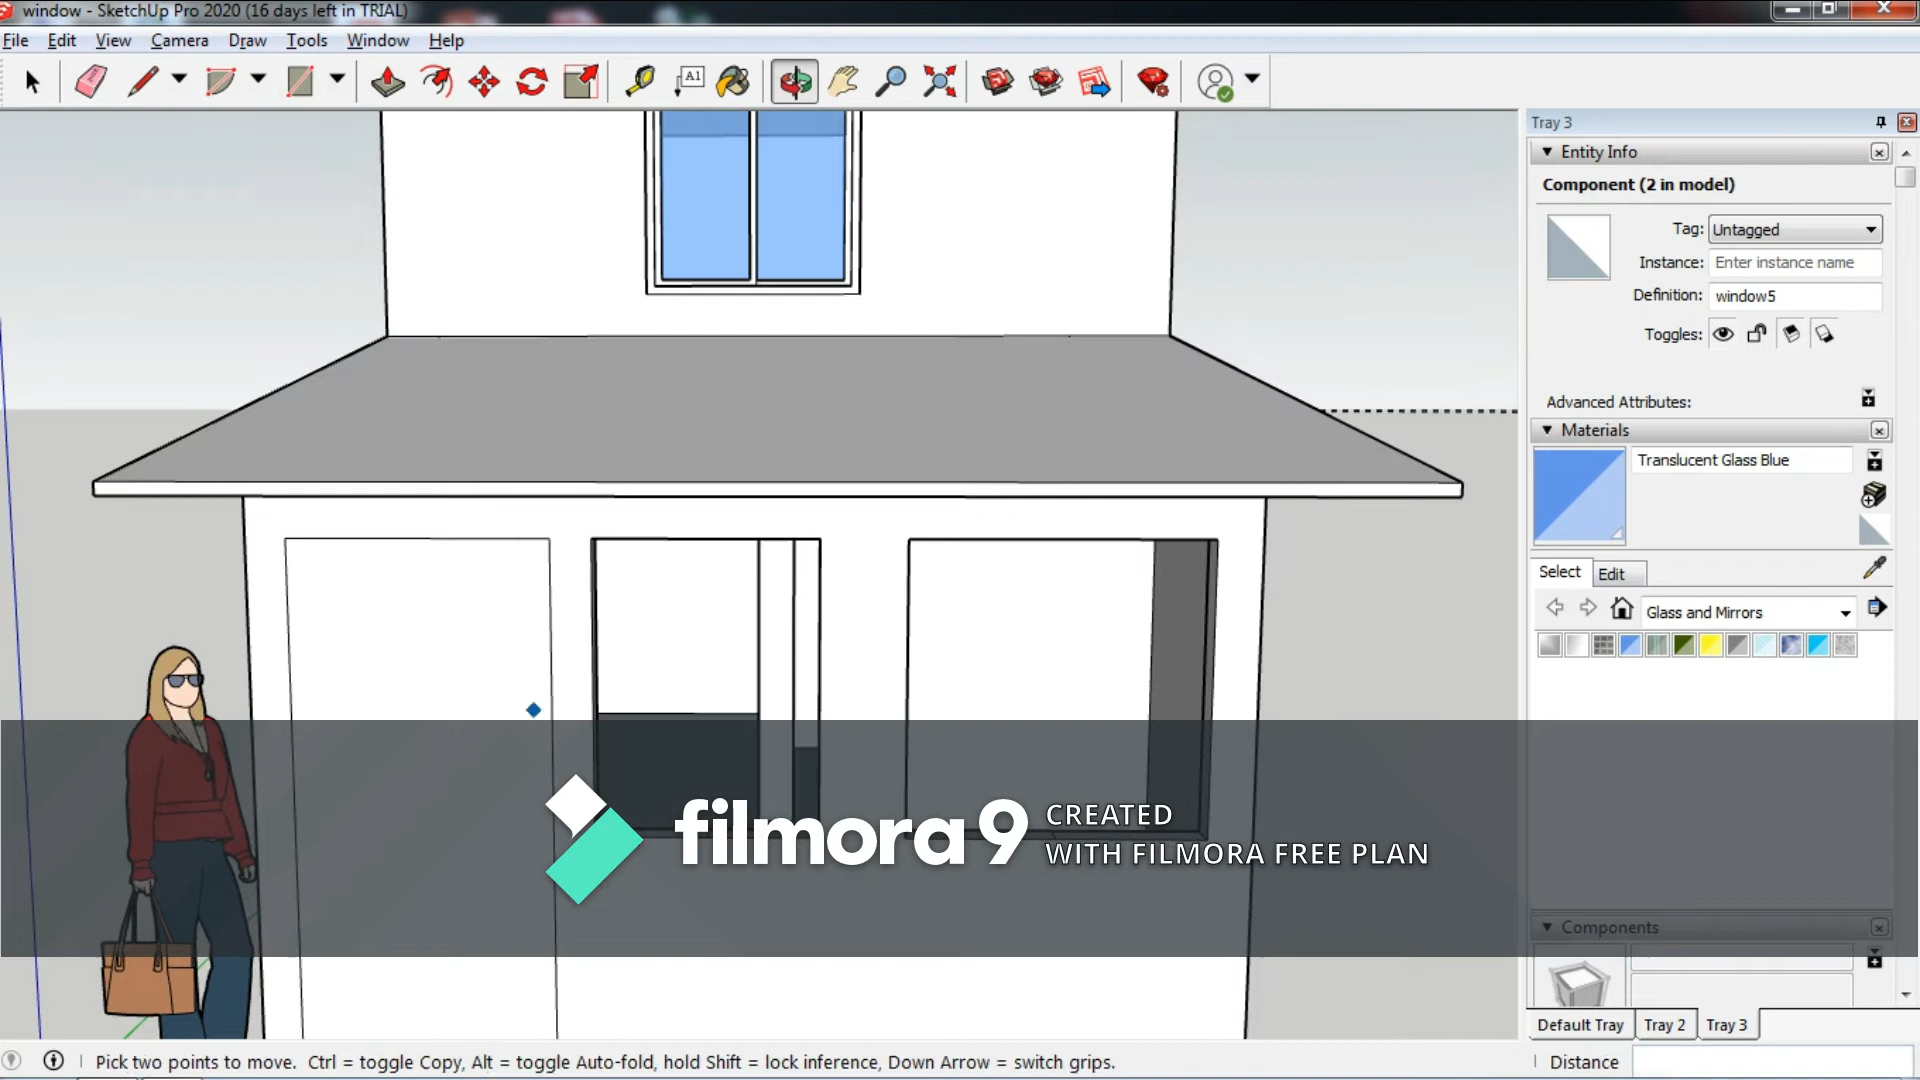 window - SketchUp Pro 2020 (16 days left in TRIAL)
File Edit View Camera Draw Tools Window Help
A1
Tray 3
Entity Info
Component (2 in model)
Tag: Untagged
Instance: Enter instance name
Definition: window5
Toggles:
Advanced Attributes:
Materials
Translucent Glass Blue
Select Edit
Glass and Mirrors
filmora9 CREATED
WITH FILMORA FREE PLAN
Components
Default Tray Tray 2 Tray 3
Pick two points to move. Ctrl = toggle Copy, Alt = toggle Auto-fold, hold Shift = lock inference, Down Arrow = switch grips.
Distance